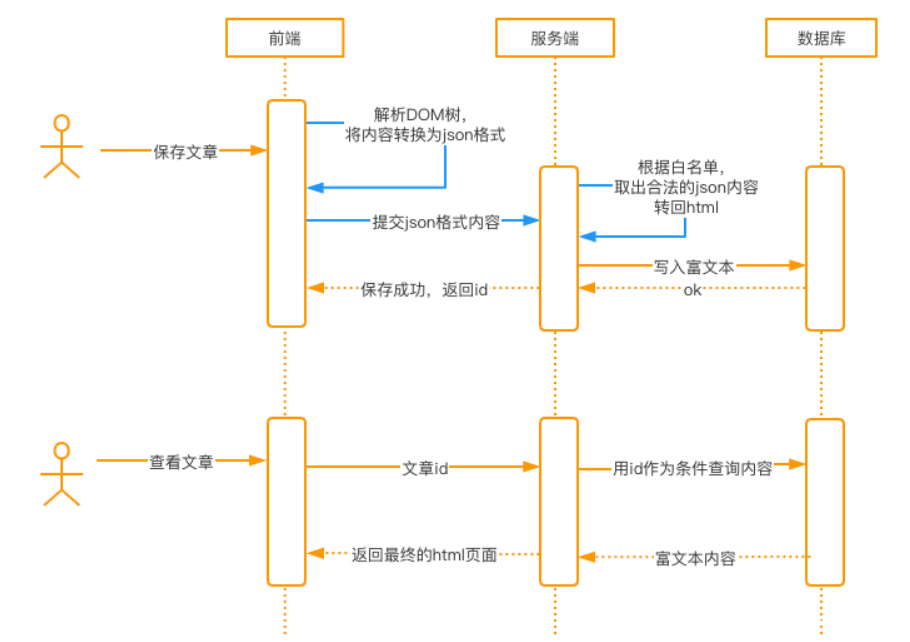 前端
服务端
数据库
解析DOM树，
将内容转换为json格式
保存文章
根据白名单，
取出合法的json内容
转回html
提交json格式内容
写入富文本
保存成功，返回id
ok
查看文章
文章id
用id作为条件查询内容
返回最终的html页面
富文本内容